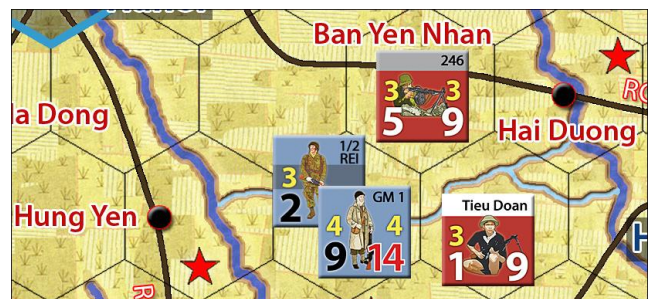 Ban Yen Nhan
246
3 3
5 9
la Dong
Hai Duong
1/2
REI
3
2
GM 1
4 4
9 14
Tieu Doan
3
1 9
Hung Yen